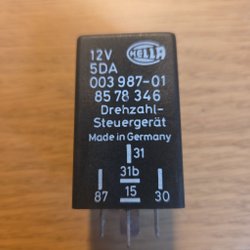 12V
HELLA
5DA
003 987-01
85 78 346
Drehzahl-
Steuergerät
Made in Germany
31
31b
87 15 30